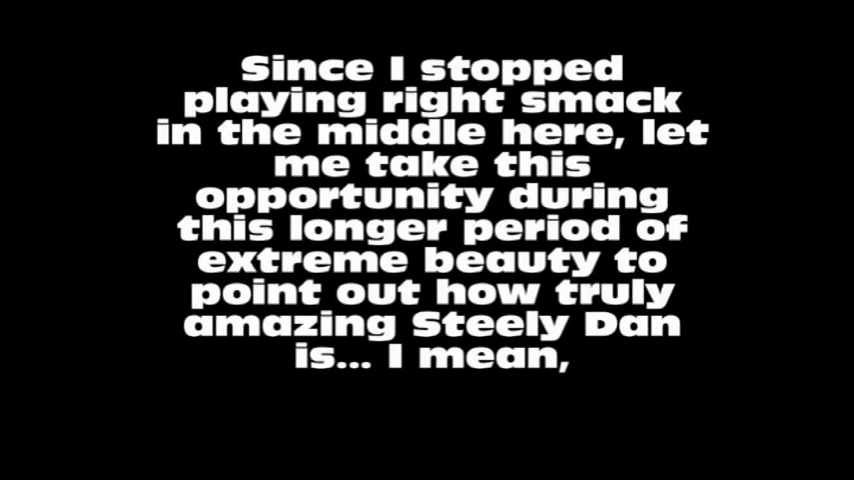 Since I stopped
playing right smack
in the middle here, let
me take this
opportunity during
this longer period of
extreme beauty to
point out how truly
amazing Steely Dan
is... I mean,